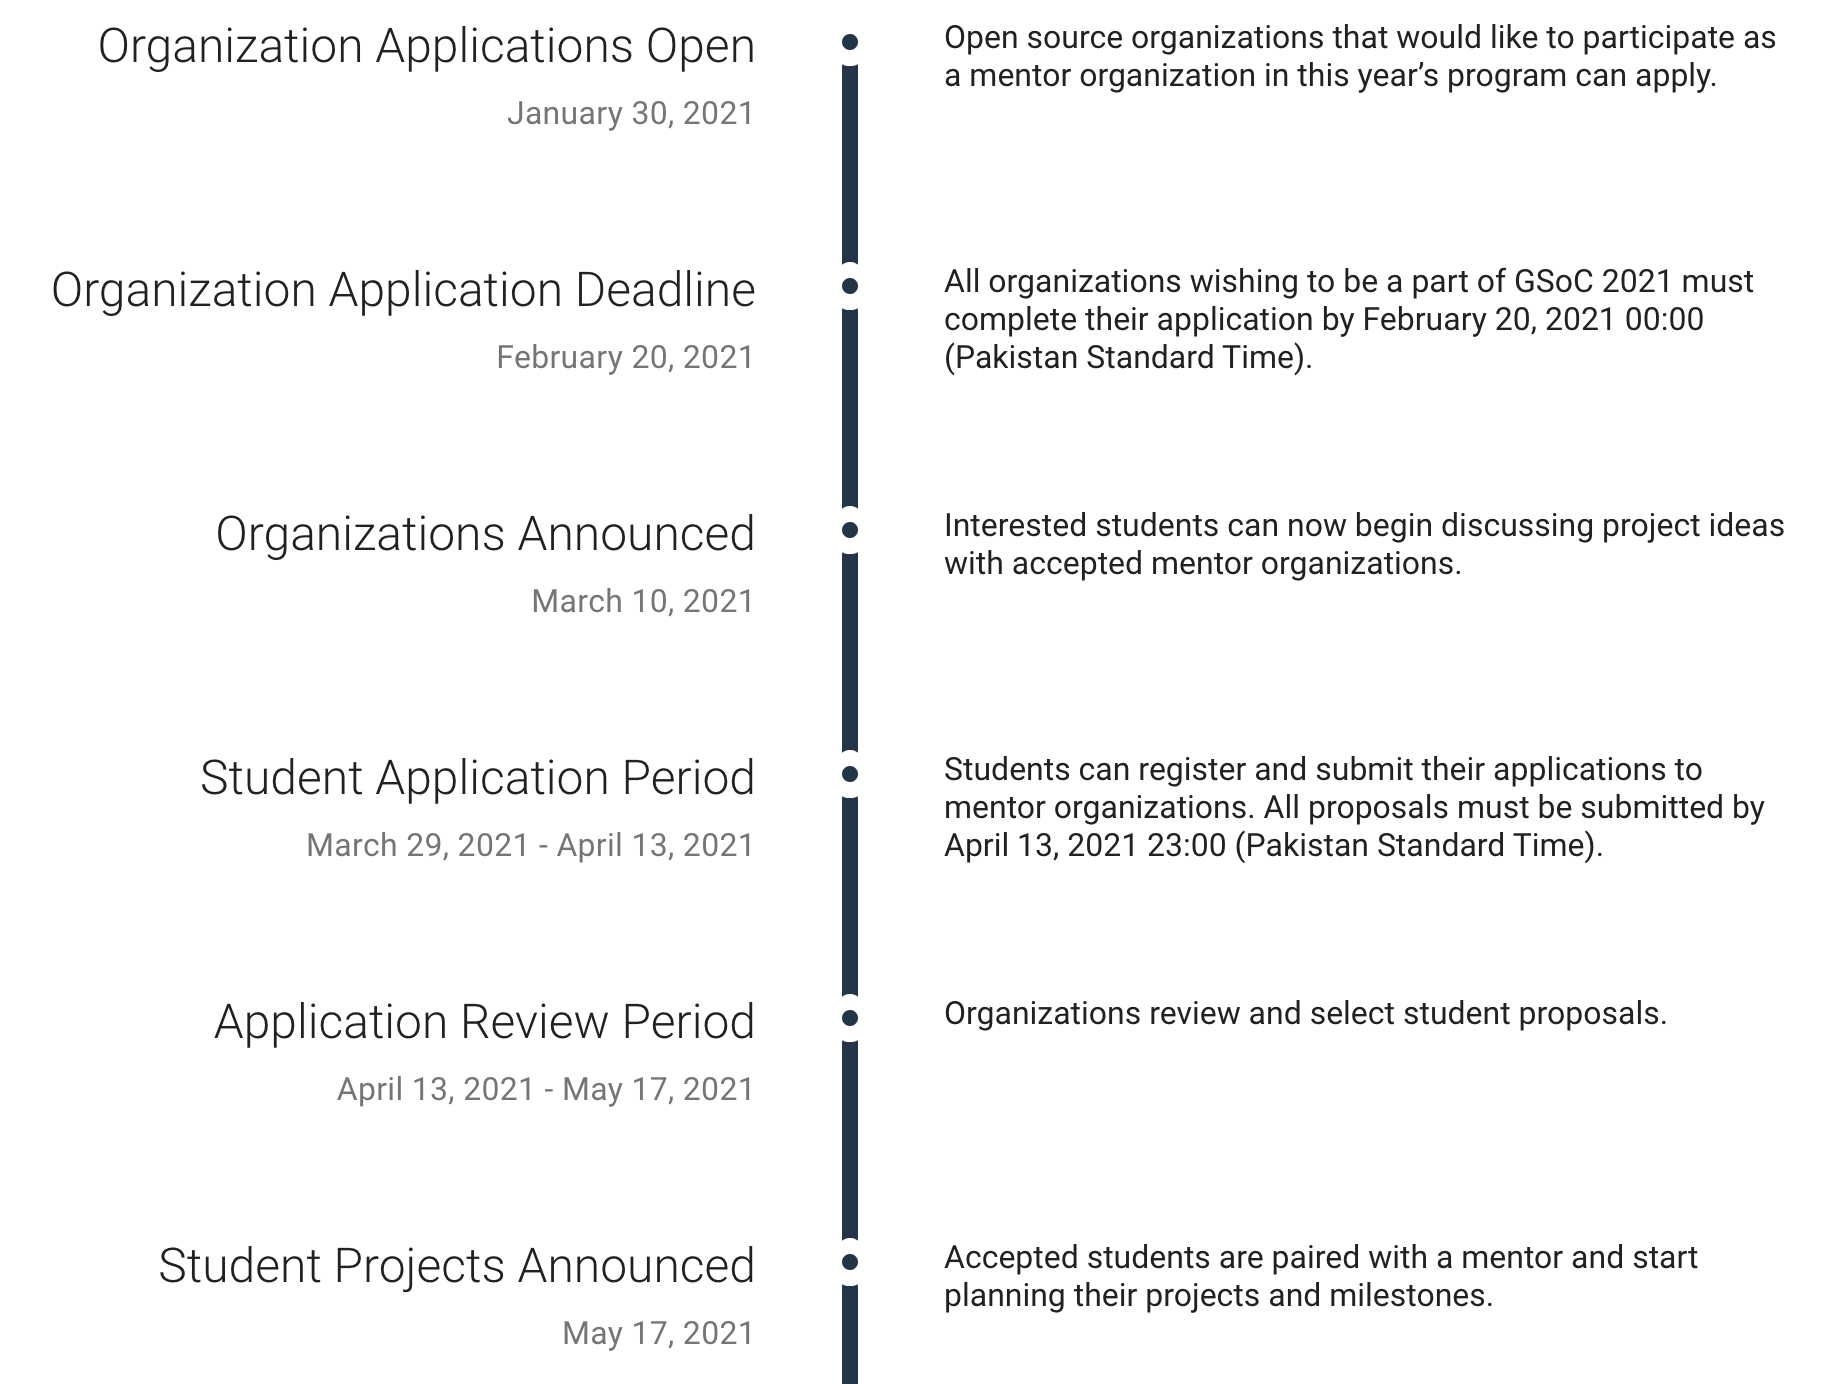 Organization Applications Open
January 30, 2021
Open source organizations that would like to participate as
a mentor organization in this year’s program can apply.
Organization Application Deadline
February 20, 2021
All organizations wishing to be a part of GSoC 2021 must
complete their application by February 20, 2021 00:00
(Pakistan Standard Time).
Organizations Announced
March 10, 2021
Interested students can now begin discussing project ideas
with accepted mentor organizations.
Student Application Period
March 29, 2021 - April 13, 2021
Students can register and submit their applications to
mentor organizations. All proposals must be submitted by
April 13, 2021 23:00 (Pakistan Standard Time).
Application Review Period
April 13, 2021 - May 17, 2021
Organizations review and select student proposals.
Student Projects Announced
May 17, 2021
Accepted students are paired with a mentor and start
planning their projects and milestones.